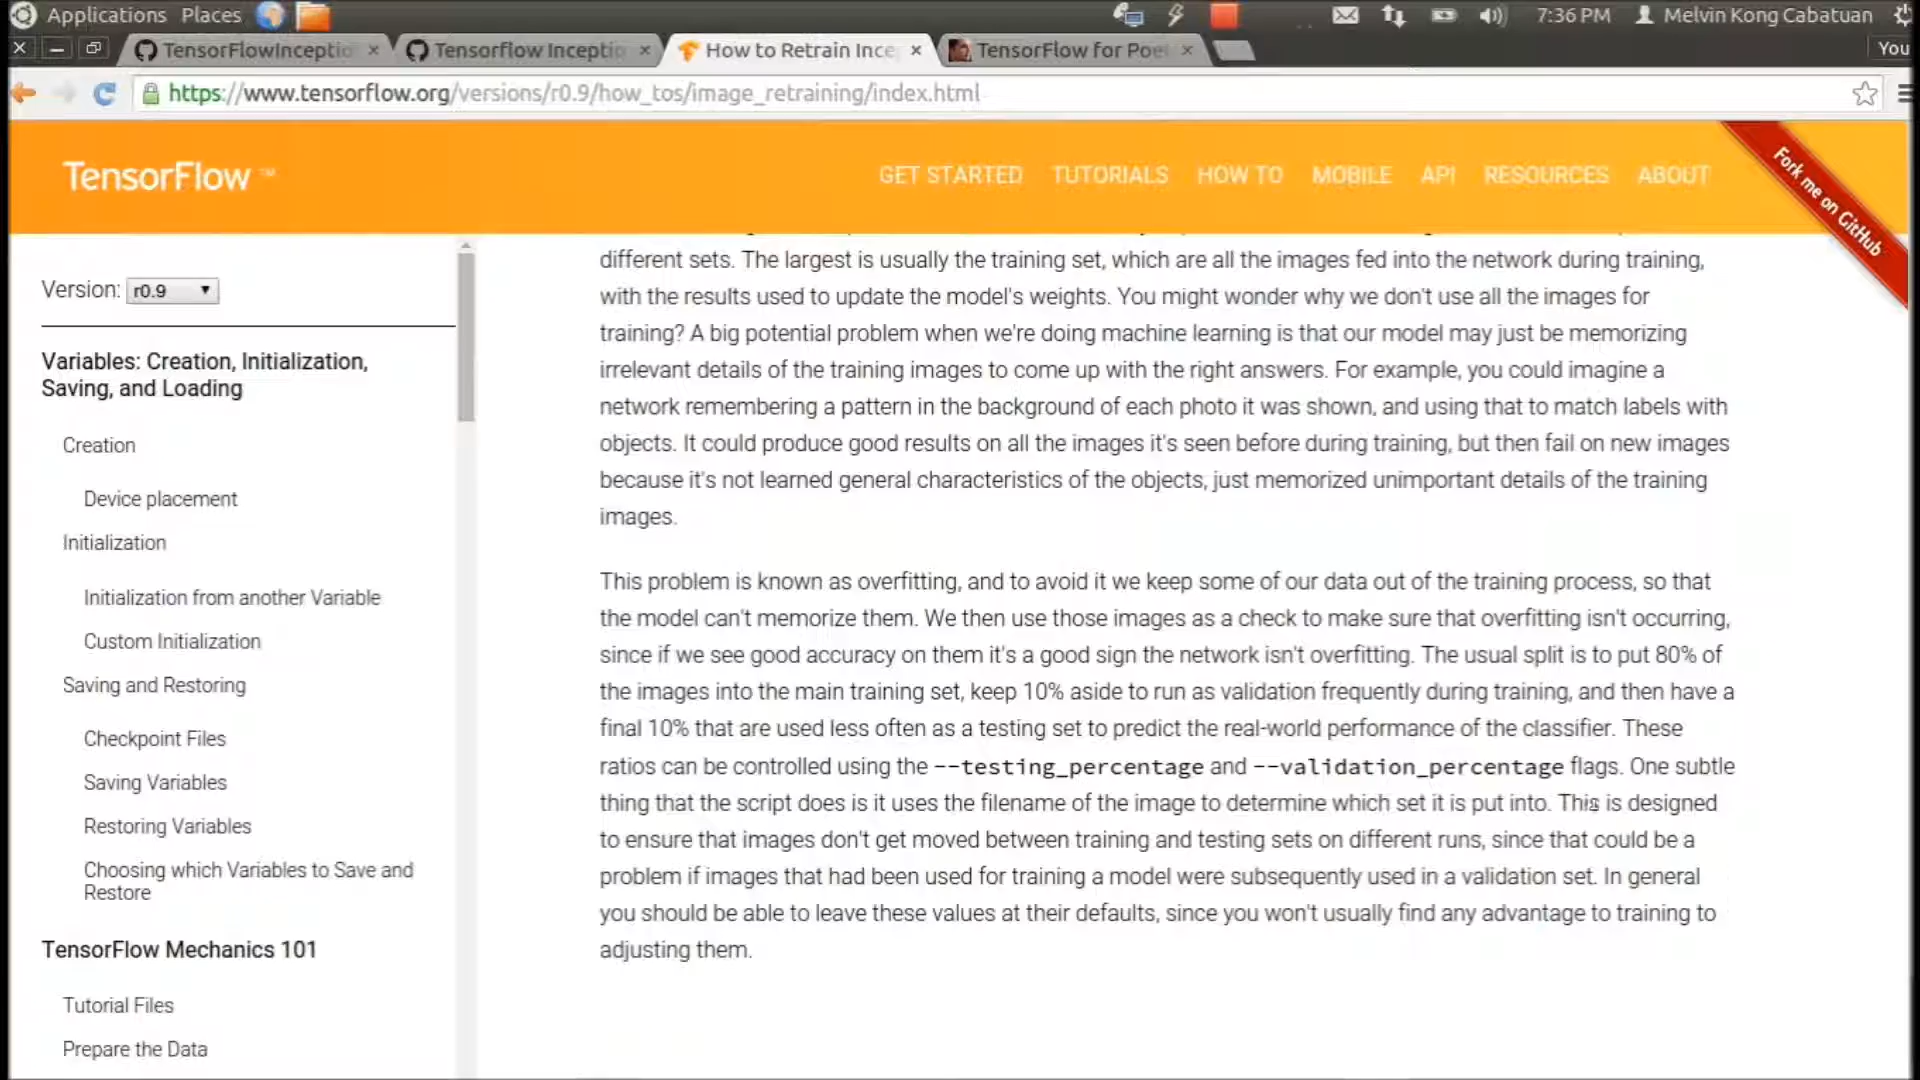 Applications Places 7:36 PM Melvin Kong Cabatuan
TensorFlowInceptio Tensorflow Inceptio How to Retrain Ince TensorFlow for Poe You
https://www.tensorflow.org/versions/r0.9/how_tos/image_retraining/index.html
TensorFlow ™ GET STARTED TUTORIALS HOW TO MOBILE API RESOURCES ABOUT
Fork me on GitHub
Version: r0.9
Variables: Creation, Initialization,
Saving, and Loading
Creation
Device placement
Initialization
Initialization from another Variable
Custom Initialization
Saving and Restoring
Checkpoint Files
Saving Variables
Restoring Variables
Choosing which Variables to Save and
Restore
TensorFlow Mechanics 101
Tutorial Files
Prepare the Data
different sets. The largest is usually the training set, which are all the images fed into the network during training,
with the results used to update the model's weights. You might wonder why we don't use all the images for
training? A big potential problem when we're doing machine learning is that our model may just be memorizing
irrelevant details of the training images to come up with the right answers. For example, you could imagine a
network remembering a pattern in the background of each photo it was shown, and using that to match labels with
objects. It could produce good results on all the images it's seen before during training, but then fail on new images
because it's not learned general characteristics of the objects, just memorized unimportant details of the training
images.
This problem is known as overfitting, and to avoid it we keep some of our data out of the training process, so that
the model can't memorize them. We then use those images as a check to make sure that overfitting isn't occurring,
since if we see good accuracy on them it's a good sign the network isn't overfitting. The usual split is to put 80% of
the images into the main training set, keep 10% aside to run as validation frequently during training, and then have a
final 10% that are used less often as a testing set to predict the real-world performance of the classifier. These
ratios can be controlled using the --testing_percentage and --validation_percentage flags. One subtle
thing that the script does is it uses the filename of the image to determine which set it is put into. This is designed
to ensure that images don't get moved between training and testing sets on different runs, since that could be a
problem if images that had been used for training a model were subsequently used in a validation set. In general
you should be able to leave these values at their defaults, since you won't usually find any advantage to training to
adjusting them.